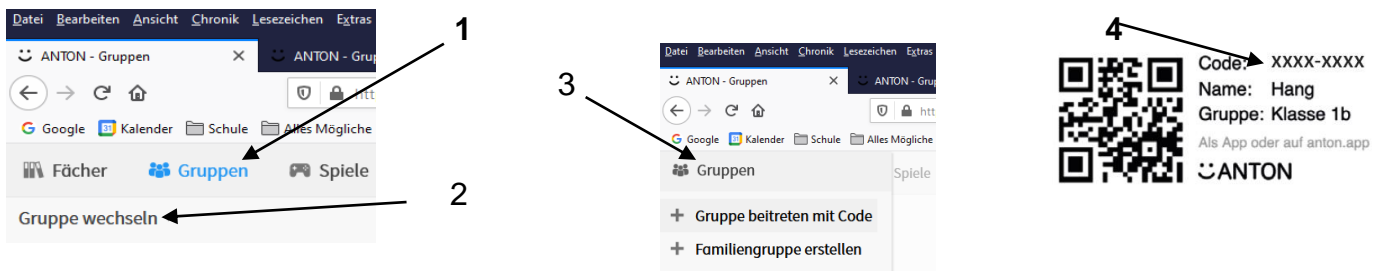 1
Datei Bearbeiten Ansicht Chronik Lesezeichen Extras
ANTON - Gruppen × ANTON - Grup
htt
Google Kalender Schule Alles Mögliche
Fächer Gruppen Spiele
Gruppe wechseln
2
3
Datei Bearbeiten Ansicht Chronik Lesezeichen Extras
ANTON - Gruppen × ANTON - Grup
htt
Google Kalender Schule Alles Mögliche
Gruppen
Spiele
+ Gruppe beitreten mit Code
+ Familiengruppe erstellen
4
Code: XXXX-XXXX
Name: Hang
Gruppe: Klasse 1b
Als App oder auf anton.app
ANTON